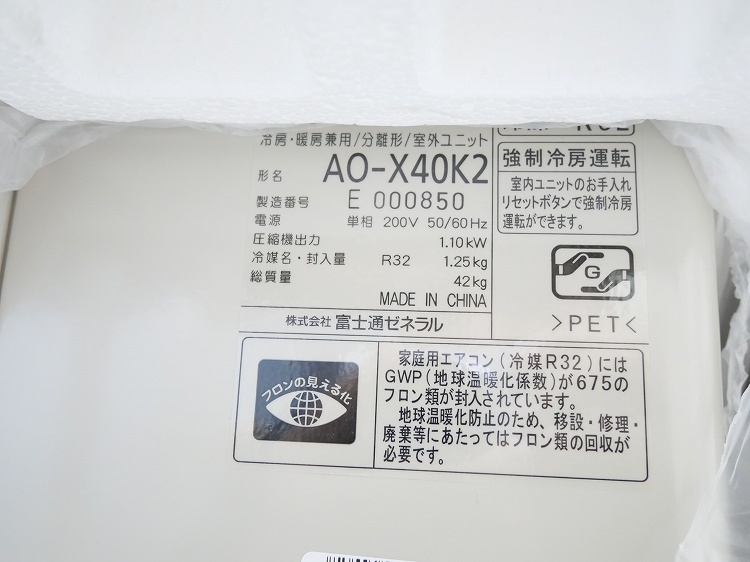 冷房・暖房兼用/分離形/室外ユニット
形名 AO-X40K2
製造番号 E 000850
電源 単相 200V 50/60Hz
圧縮機出力 1.10kW
冷媒名・封入量 R32 1.25kg
総質量 42kg
MADE IN CHINA
株式会社 富士通ゼネラル
強制冷房運転
室内ユニットのお手入れ
リセットボタンで強制冷房
運転ができます。
G
>PET<
フロンの見える化
家庭用エアコン(冷媒R32)には
GWP(地球温暖化係数)が675の
フロン類が封入されています。
地球温暖化防止のため、移設・修理・
廃棄等にあたってはフロン類の回収が
必要です。